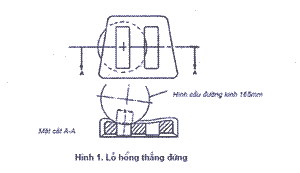 A A
Hình cầu đường kính 165mm
Mặt cắt A-A
Hình 1. Lỗ hổng thẳng đứng